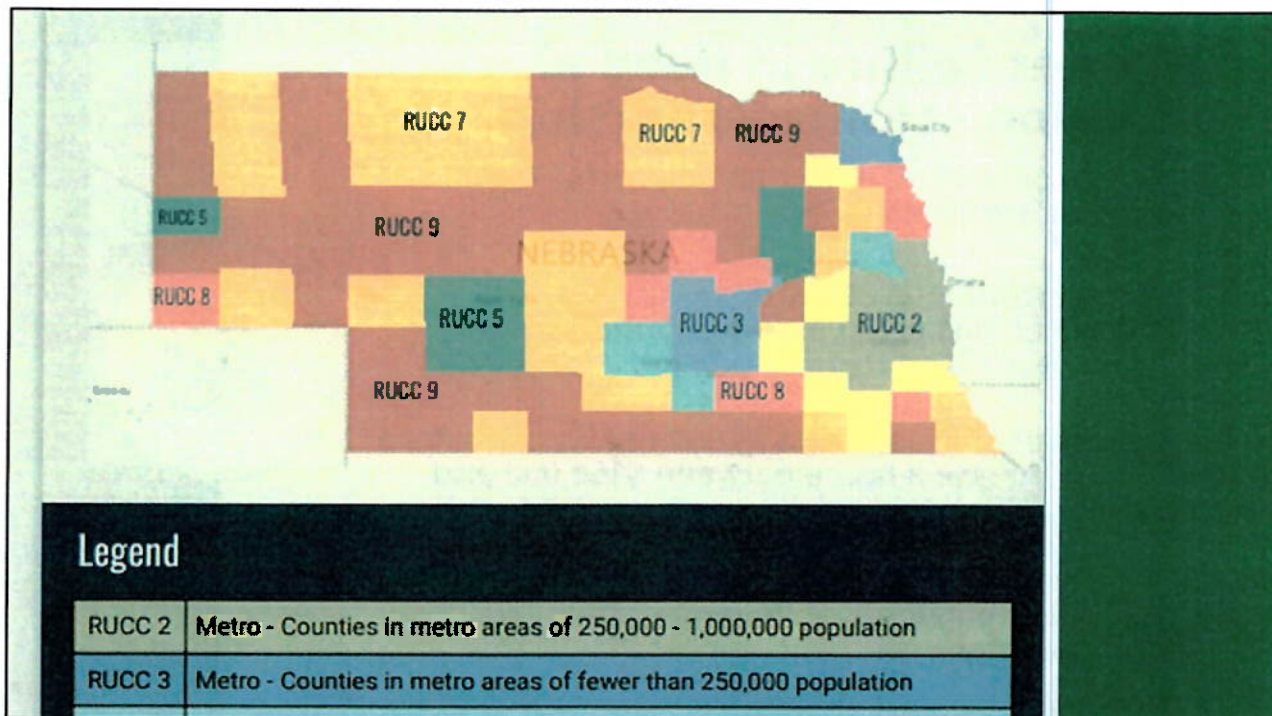 RUCC 7
RUCC 7
RUCC 9
Sioux City
RUCC 5
RUCC 9
NEBRASKA
RUCC 8
RUCC 5
RUCC 3
RUCC 2
Omaha
RUCC 9
RUCC 8
Legend
RUCC 2 Metro - Counties in metro areas of 250,000 - 1,000,000 population
RUCC 3 Metro - Counties in metro areas of fewer than 250,000 population